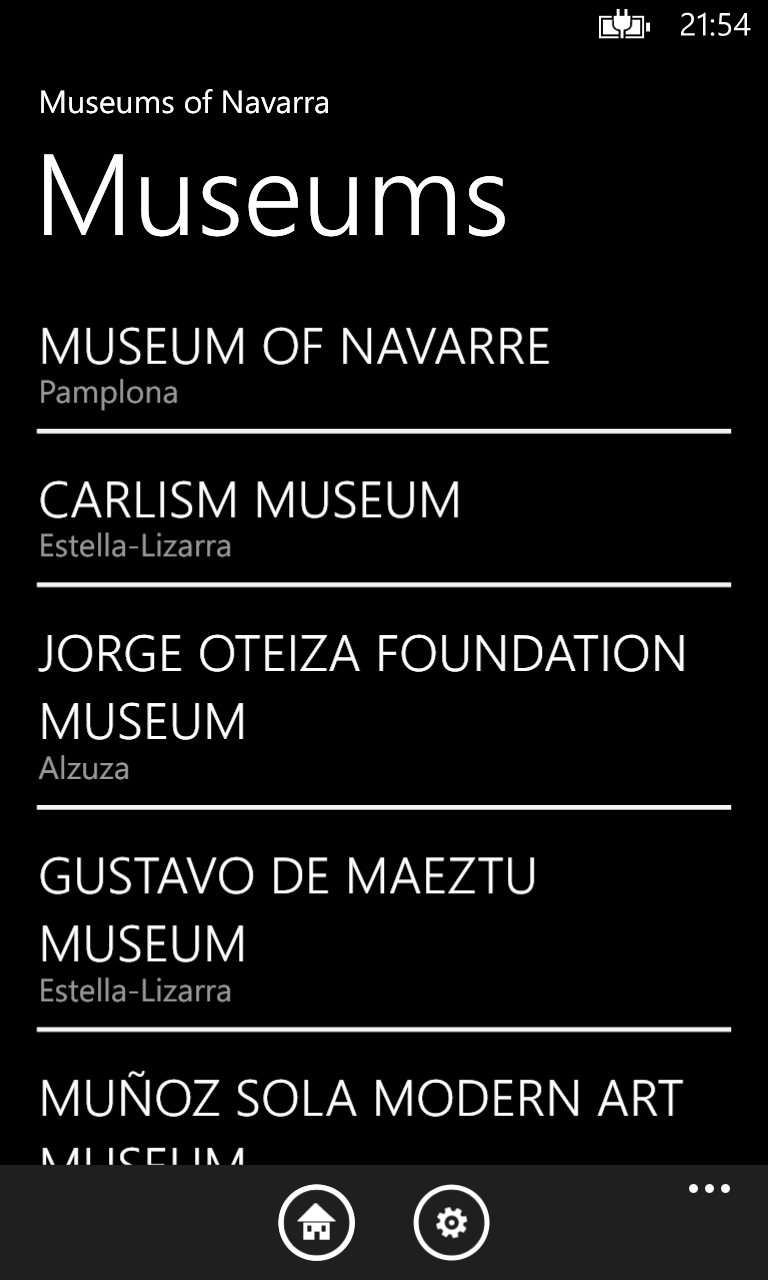 21:54
Museums of Navarra
Museums
MUSEUM OF NAVARRE
Pamplona
CARLISM MUSEUM
Estella-Lizarra
JORGE OTEIZA FOUNDATION
MUSEUM
Alzuza
GUSTAVO DE MAEZTU
MUSEUM
Estella-Lizarra
MUÑOZ SOLA MODERN ART
MUSEUM